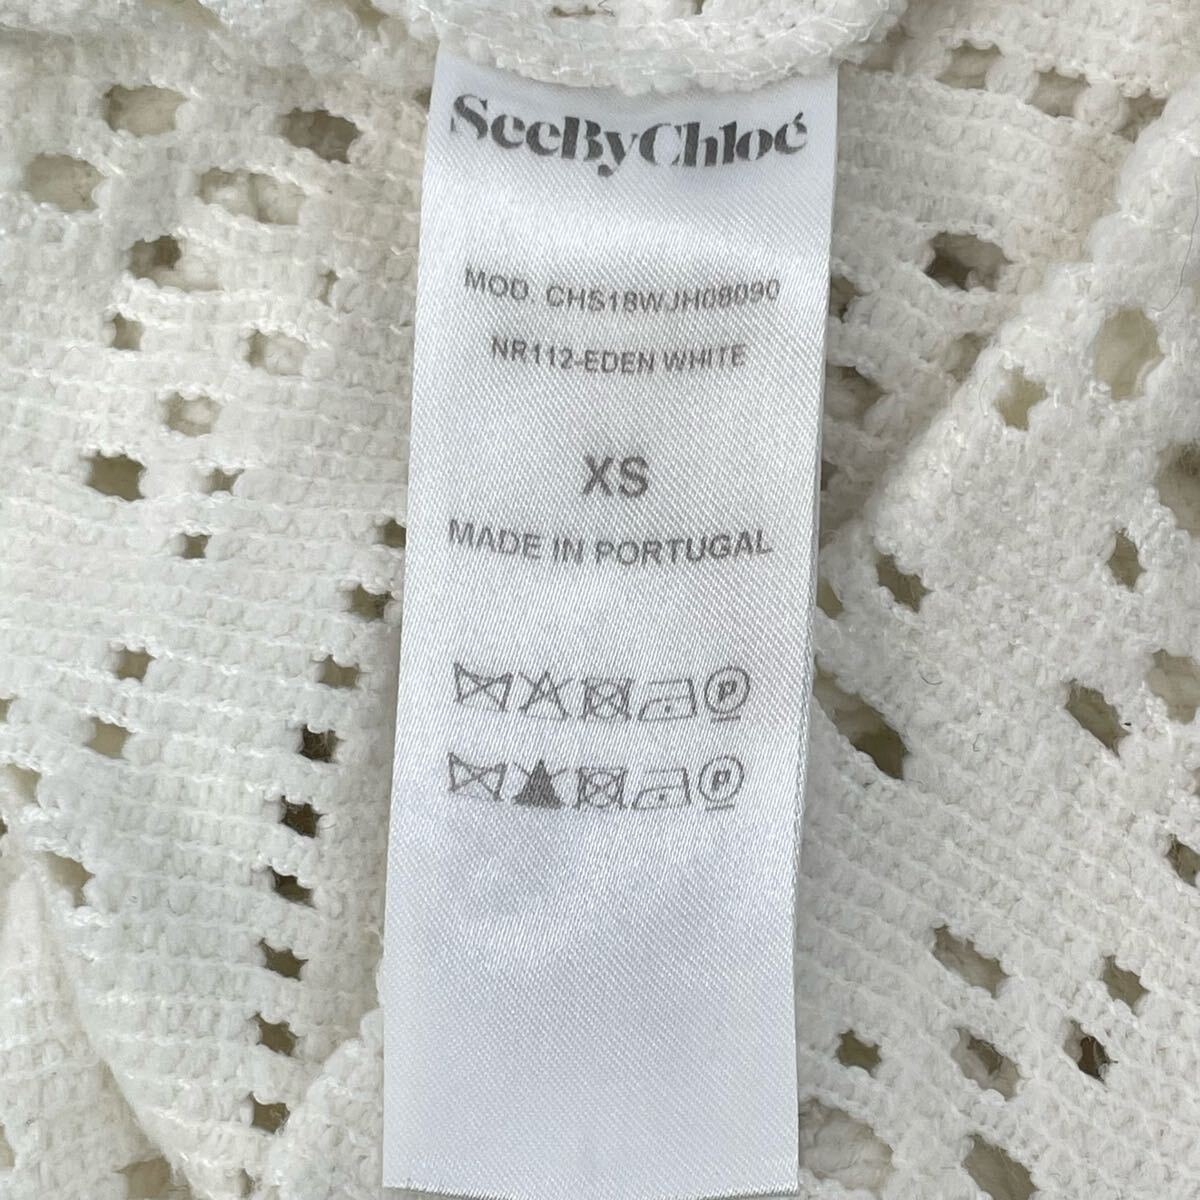 SeeByChloé
MOD. CHS18WJH08090
NR112-EDEN WHITE
XS
MADE IN PORTUGAL
P
P